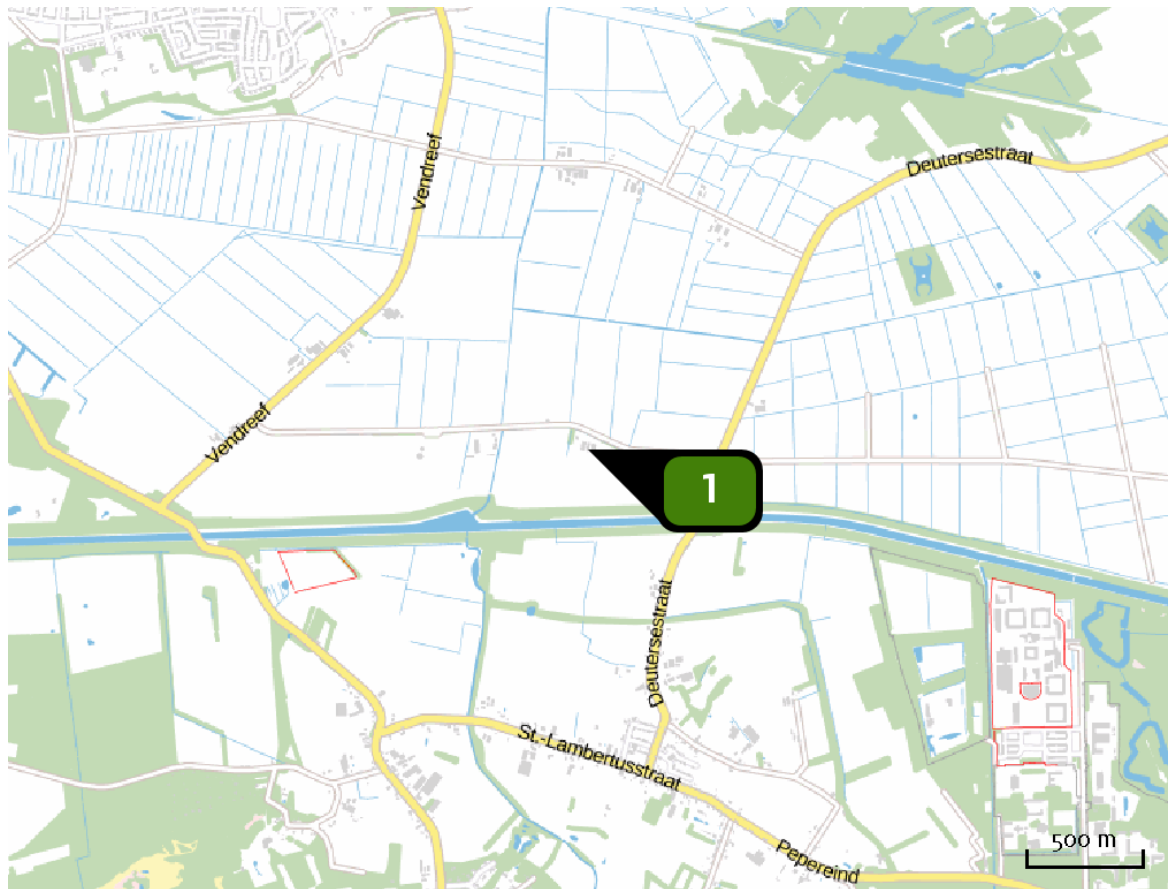 Vendreef
Deutersestraat
Vendreef
1
Deutersestraat
St.-Lambertusstraat
Pepereind
500 m